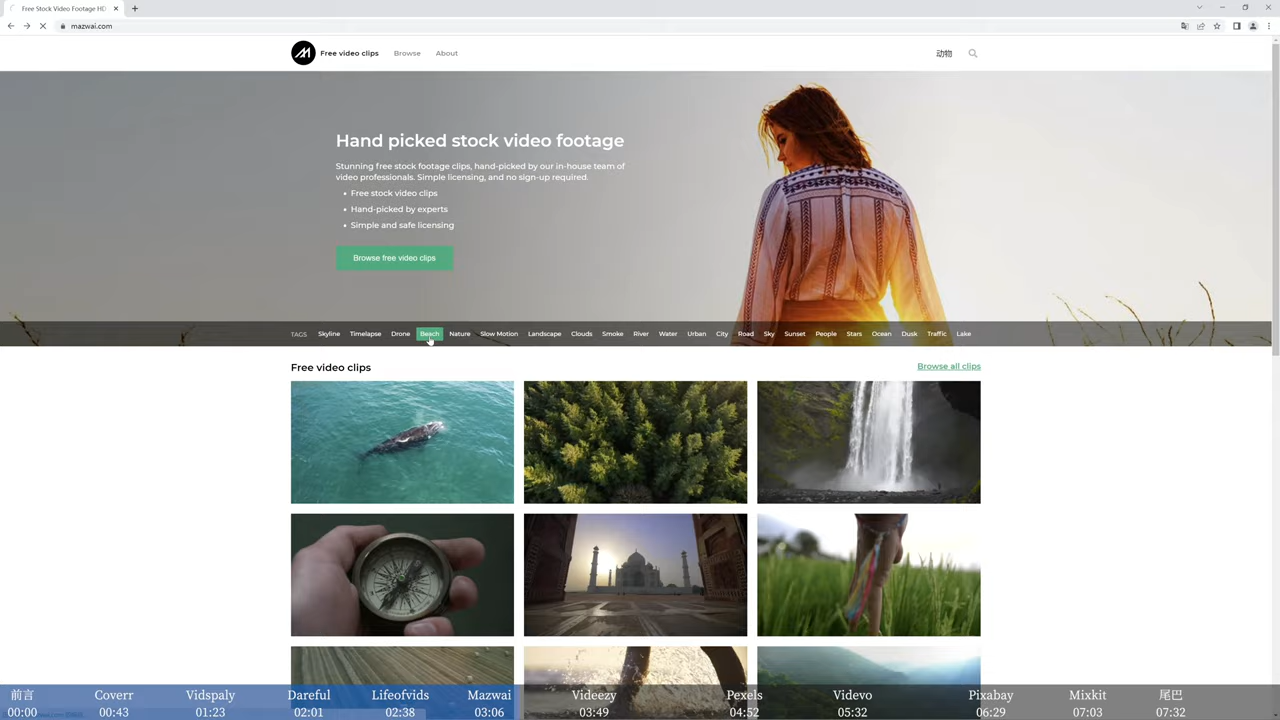 Free Stock Video Footage HD
mazwai.com
Free video clips
Browse
About
动物
Hand picked stock video footage
Stunning free stock footage clips, hand-picked by our in-house team of
video professionals. Simple licensing, and no sign-up required.
• Free stock video clips
• Hand-picked by experts
• Simple and safe licensing
Browse free video clips
TAGS Skyline Timelapse Drone Beach Nature Slow Motion Landscape Clouds Smoke River Water Urban City Road Sky Sunset People Stars Ocean Dusk Traffic Lake
Free video clips
Browse all clips
前言 Coverr Vidspaly Dareful Lifeofvids Mazwai Videezy Pexels Videvo Pixabay Mixkit 尾巴
00:00 00:43 01:23 02:01 02:38 03:06 03:49 04:52 05:32 06:29 07:03 07:32